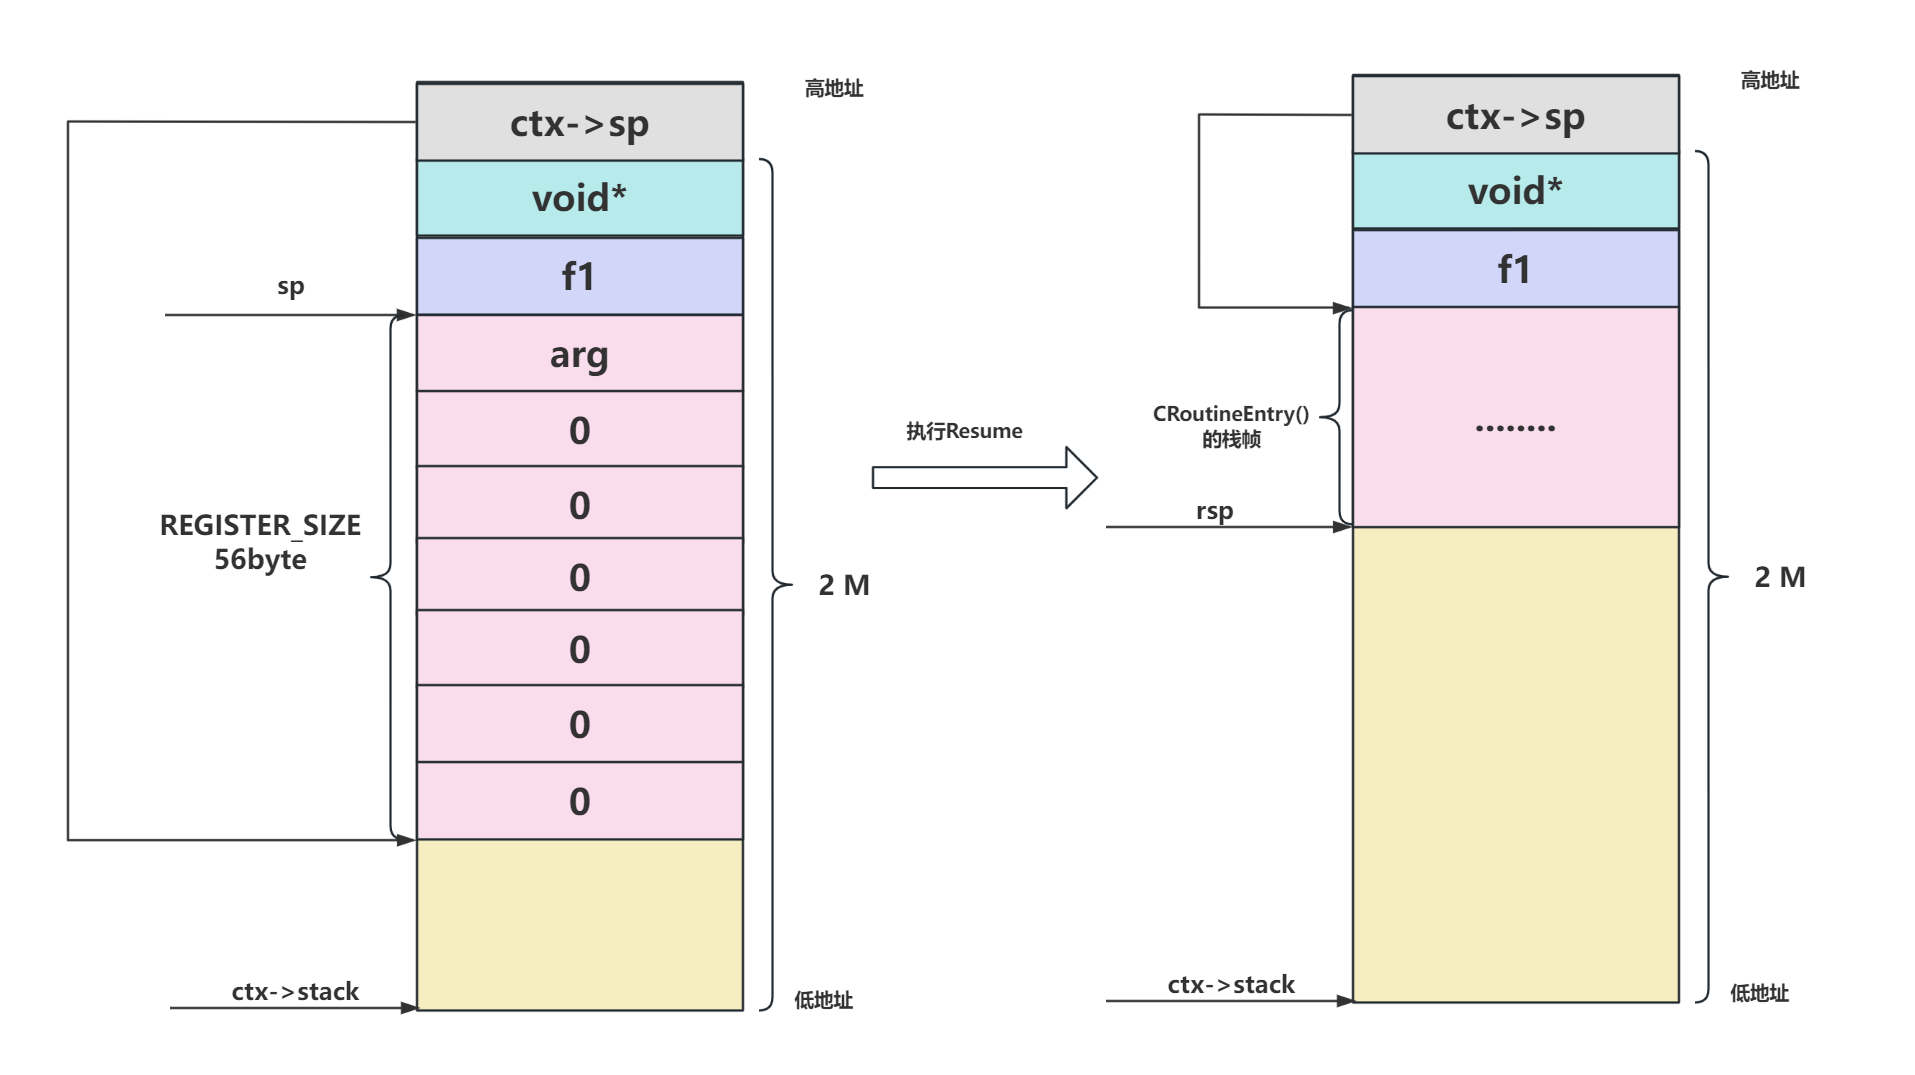 高地址
ctx->sp
void*
f1
sp
arg
0
0
0
0
0
0
REGISTER_SIZE
56byte
2 M
ctx->stack
低地址
执行Resume
高地址
ctx->sp
void*
f1
CRoutineEntry()
的栈帧
........
rsp
2 M
ctx->stack
低地址